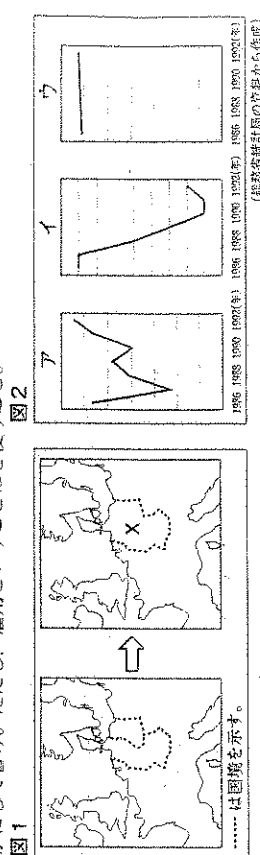 図1
------ は国境を示す。
X
図2
ア
イ
ウ
1986 1988 1990 1992(年)
1986 1988 1990 1992(年)
1986 1988 1990 1992(年)
(総務省統計局の資料から作成)